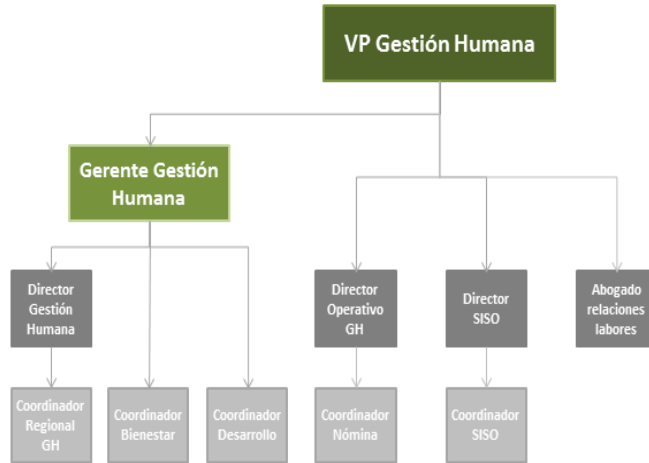 VP Gestión Humana
Gerente Gestión
Humana
Director
Gestión
Humana
Director
Operativo
GH
Director
SISO
Abogado
relaciones
labores
Coordinador
Regional
GH
Coordinador
Bienestar
Coordinador
Desarrollo
Coordinador
Nómina
Coordinador
SISO